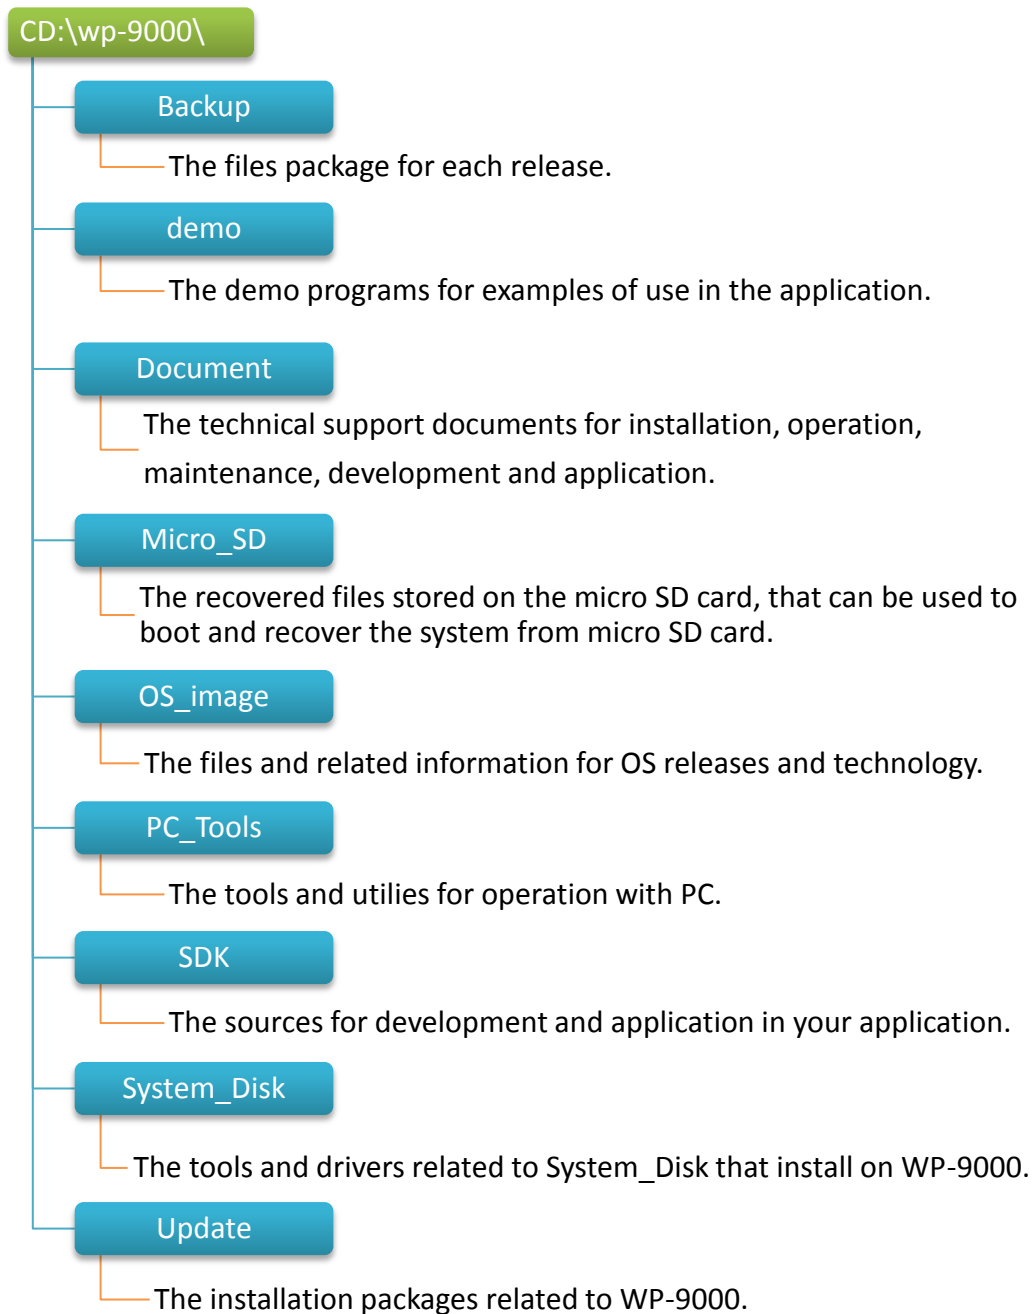 CD:\wp-9000\
Backup
The files package for each release.
demo
The demo programs for examples of use in the application.
Document
The technical support documents for installation, operation,
maintenance, development and application.
Micro_SD
The recovered files stored on the micro SD card, that can be used to
boot and recover the system from micro SD card.
OS_image
The files and related information for OS releases and technology.
PC_Tools
The tools and utilies for operation with PC.
SDK
The sources for development and application in your application.
System_Disk
The tools and drivers related to System_Disk that install on WP-9000.
Update
The installation packages related to WP-9000.